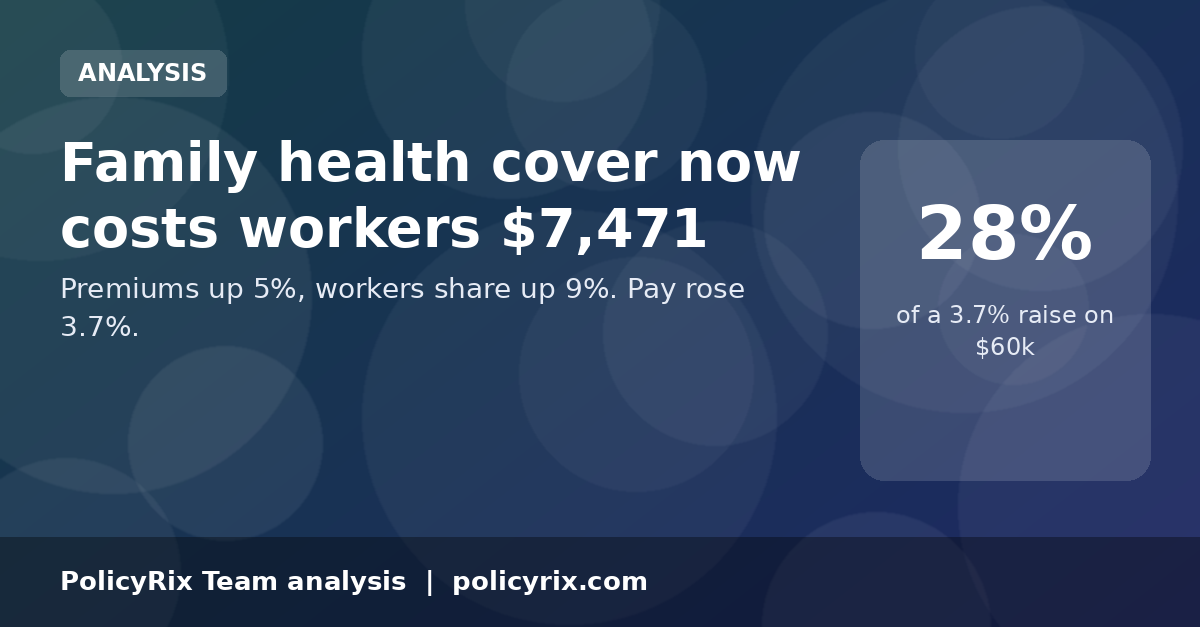 ANALYSIS
Family health cover now
costs workers $7,471
Premiums up 5%, workers share up 9%. Pay rose
3.7%.
28%
of a 3.7% raise on
$60k
PolicyRix Team analysis | policyrix.com